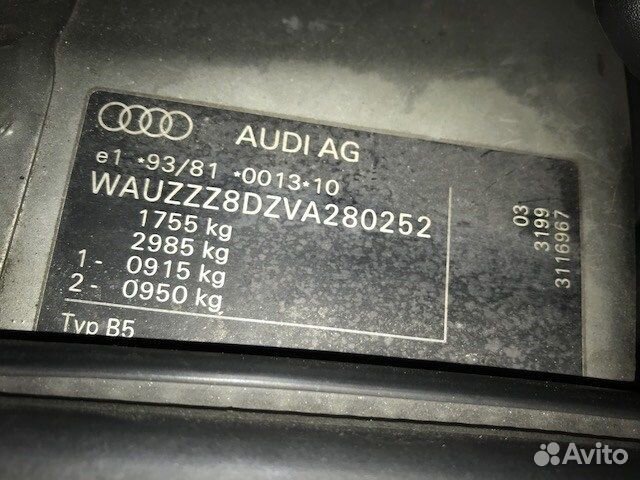 AUDI AG
e1 *93/81 *0013*10
WAUZZZ8DZVA280252
1755 kg
2985 kg
1- 0915 kg
2- 0950 kg
Typ B5
03
3199
3116967
Avito